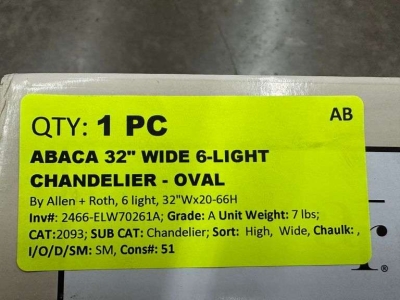 QTY: 1 PC
AB
ABACA 32" WIDE 6-LIGHT
CHANDELIER - OVAL
By Allen + Roth, 6 light, 32"Wx20-66H
Inv#: 2466-ELW70261A; Grade: A Unit Weight: 7 lbs;
CAT:2093; SUB CAT: Chandelier; Sort: High, Wide, Chaulk: ,
I/O/D/SM: SM, Cons#: 51
r.